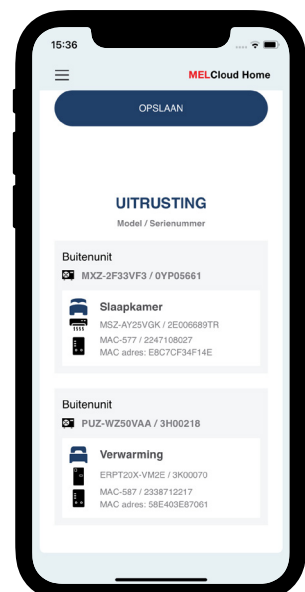 15:36
MELCloud Home
OPSLAAN
UITRUSTING
Model / Serienummer
Buitenunit
MXZ-2F33VF3 / 0YP05661
Slaapkamer
MSZ-AY25VGK / 2E006689TR
MAC-577 / 2247108027
MAC adres: E8C7CF34F14E
Buitenunit
PUZ-WZ50VAA / 3H00218
Verwarming
ERPT20X-VM2E / 3K00070
MAC-587 / 2338712217
MAC adres: 58E403E87061